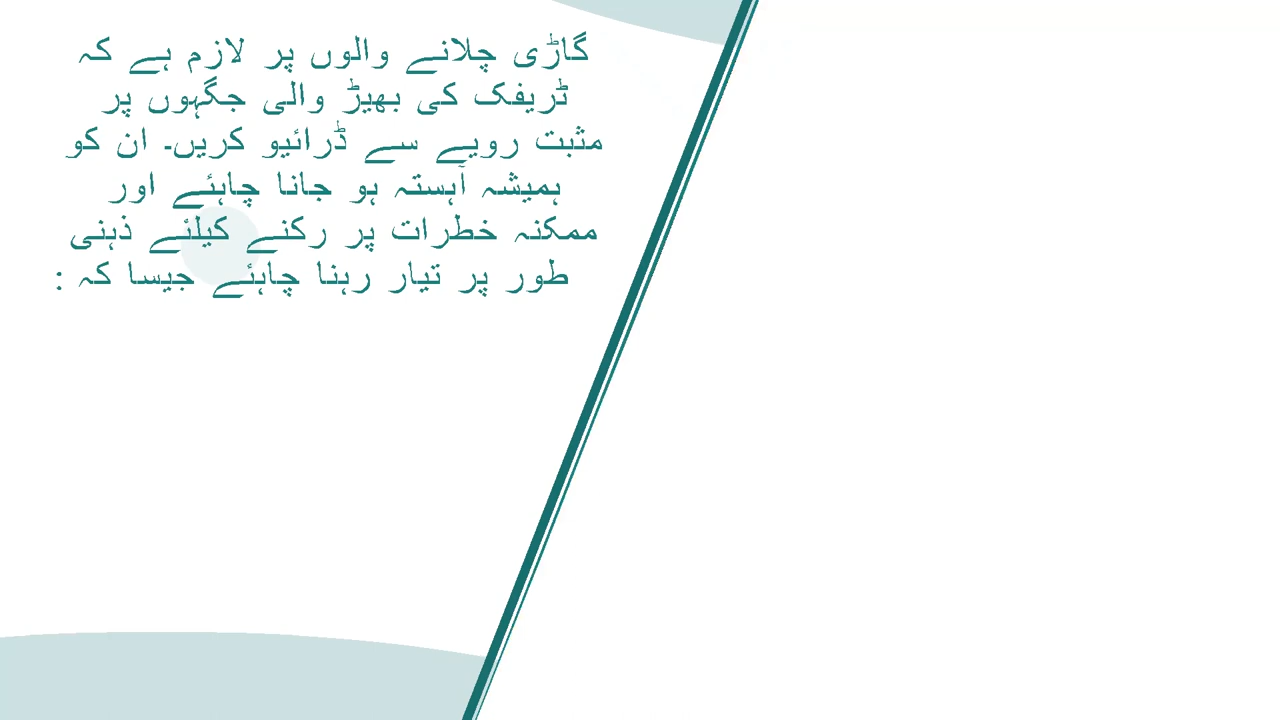 گاڑی چلانے والوں پر لازم ہے کہ
ٹریفک کی بھیڑ والی جگہوں پر
مثبت رویے سے ڈرائیو کریں۔ ان کو
ہمیشہ آہستہ ہو جانا چاہئے اور
ممکنہ خطرات پر رکنے کیلئے ذہنی
طور پر تیار رہنا چاہئے جیسا کہ :